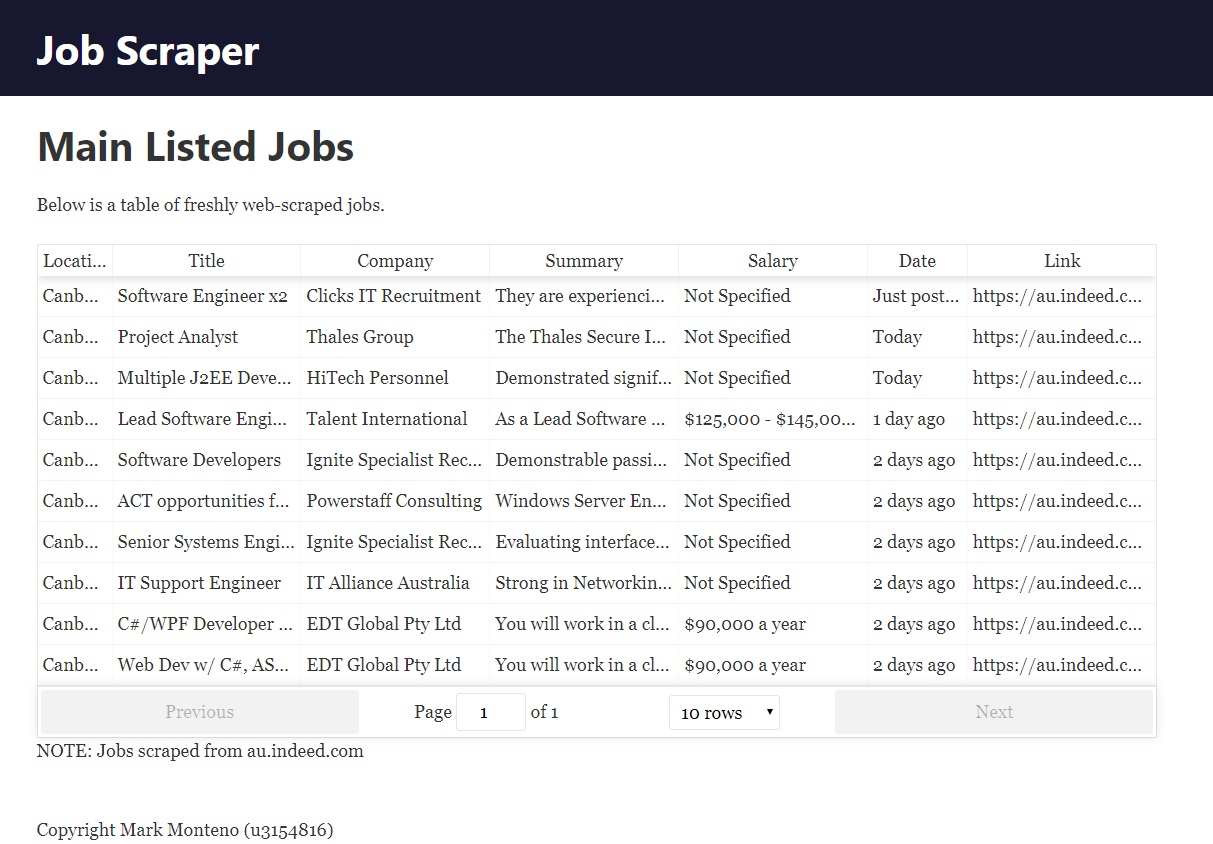 Job Scraper
Main Listed Jobs
Below is a table of freshly web-scraped jobs.
Locati... Title Company Summary Salary Date Link
Canb... Software Engineer x2 Clicks IT Recruitment They are experienci... Not Specified Just post... https://au.indeed.c...
Canb... Project Analyst Thales Group The Thales Secure I... Not Specified Today https://au.indeed.c...
Canb... Multiple J2EE Deve... HiTech Personnel Demonstrated signif... Not Specified Today https://au.indeed.c...
Canb... Lead Software Engi... Talent International As a Lead Software ... $125,000 - $145,00... 1 day ago https://au.indeed.c...
Canb... Software Developers Ignite Specialist Rec... Demonstrable passi... Not Specified 2 days ago https://au.indeed.c...
Canb... ACT opportunities f... Powerstaff Consulting Windows Server En... Not Specified 2 days ago https://au.indeed.c...
Canb... Senior Systems Engi... Ignite Specialist Rec... Evaluating interface... Not Specified 2 days ago https://au.indeed.c...
Canb... IT Support Engineer IT Alliance Australia Strong in Networkin... Not Specified 2 days ago https://au.indeed.c...
Canb... C#/WPF Developer ... EDT Global Pty Ltd You will work in a cl... $90,000 a year 2 days ago https://au.indeed.c...
Canb... Web Dev w/ C#, AS... EDT Global Pty Ltd You will work in a cl... $90,000 a year 2 days ago https://au.indeed.c...
Previous Page 1 of 1 10 rows Next
NOTE: Jobs scraped from au.indeed.com
Copyright Mark Monteno (u3154816)